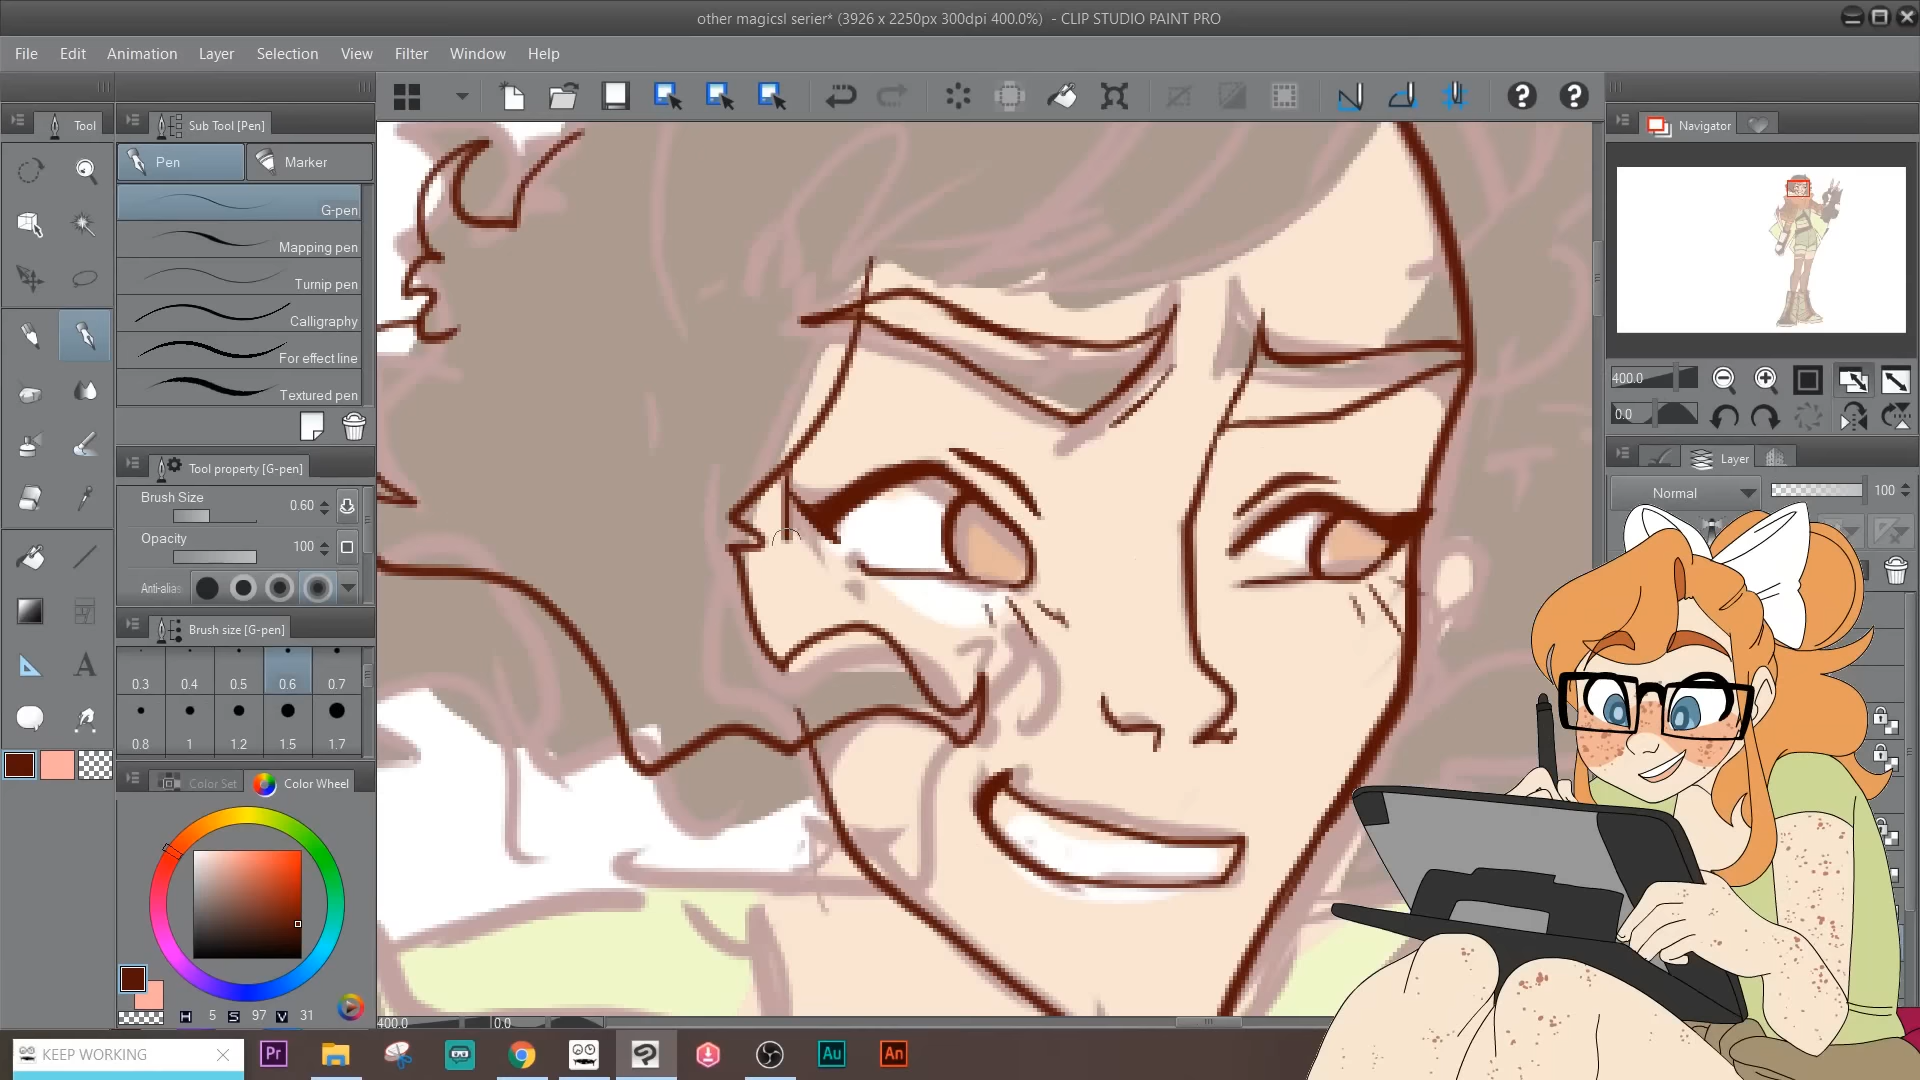 other magicsl serier* (3926 x 2250px 300dpi 400.0%) - CLIP STUDIO PAINT PRO
File Edit Animation Layer Selection View Filter Window Help
Tool
Sub Tool [Pen]
Navigator
Pen Marker
G-pen
Mapping pen
Turnip pen
Calligraphy
For effect line
Textured pen
400.0
0.0
Layer
Tool property [G-pen]
Normal 100
Brush Size 0.60
Opacity 100
Anti-alias
Brush size [G-pen]
0.3 0.4 0.5 0.6 0.7
0.8 1 1.2 1.5 1.7
Color Set Color Wheel
H 5 S 97 V 31
400.0 0.0
KEEP WORKING
Pr
Au
An